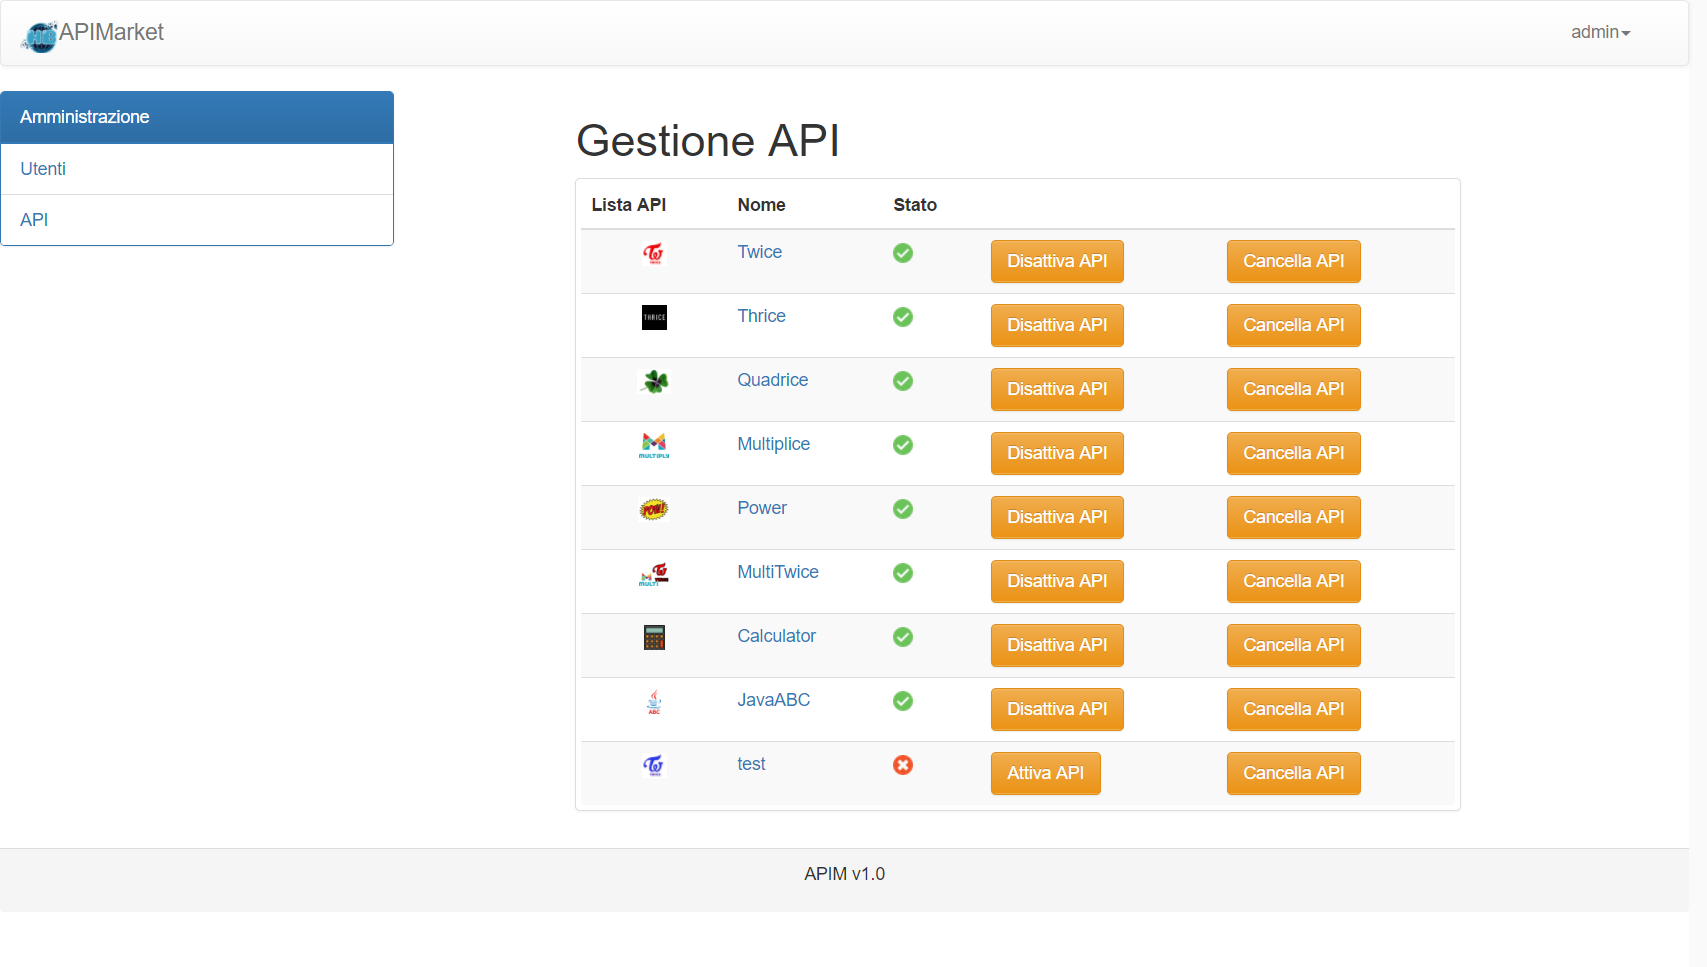 APIMarket
admin
Amministrazione
Utenti
API
Gestione API
Lista API Nome Stato
TWICE Twice Disattiva API Cancella API
THRICE Thrice Disattiva API Cancella API
Quadrice Disattiva API Cancella API
MULTIPLY Multiplice Disattiva API Cancella API
POW! Power Disattiva API Cancella API
MULTI MultiTwice Disattiva API Cancella API
Calculator Disattiva API Cancella API
ABC JavaABC Disattiva API Cancella API
TWICE test Attiva API Cancella API
APIM v1.0